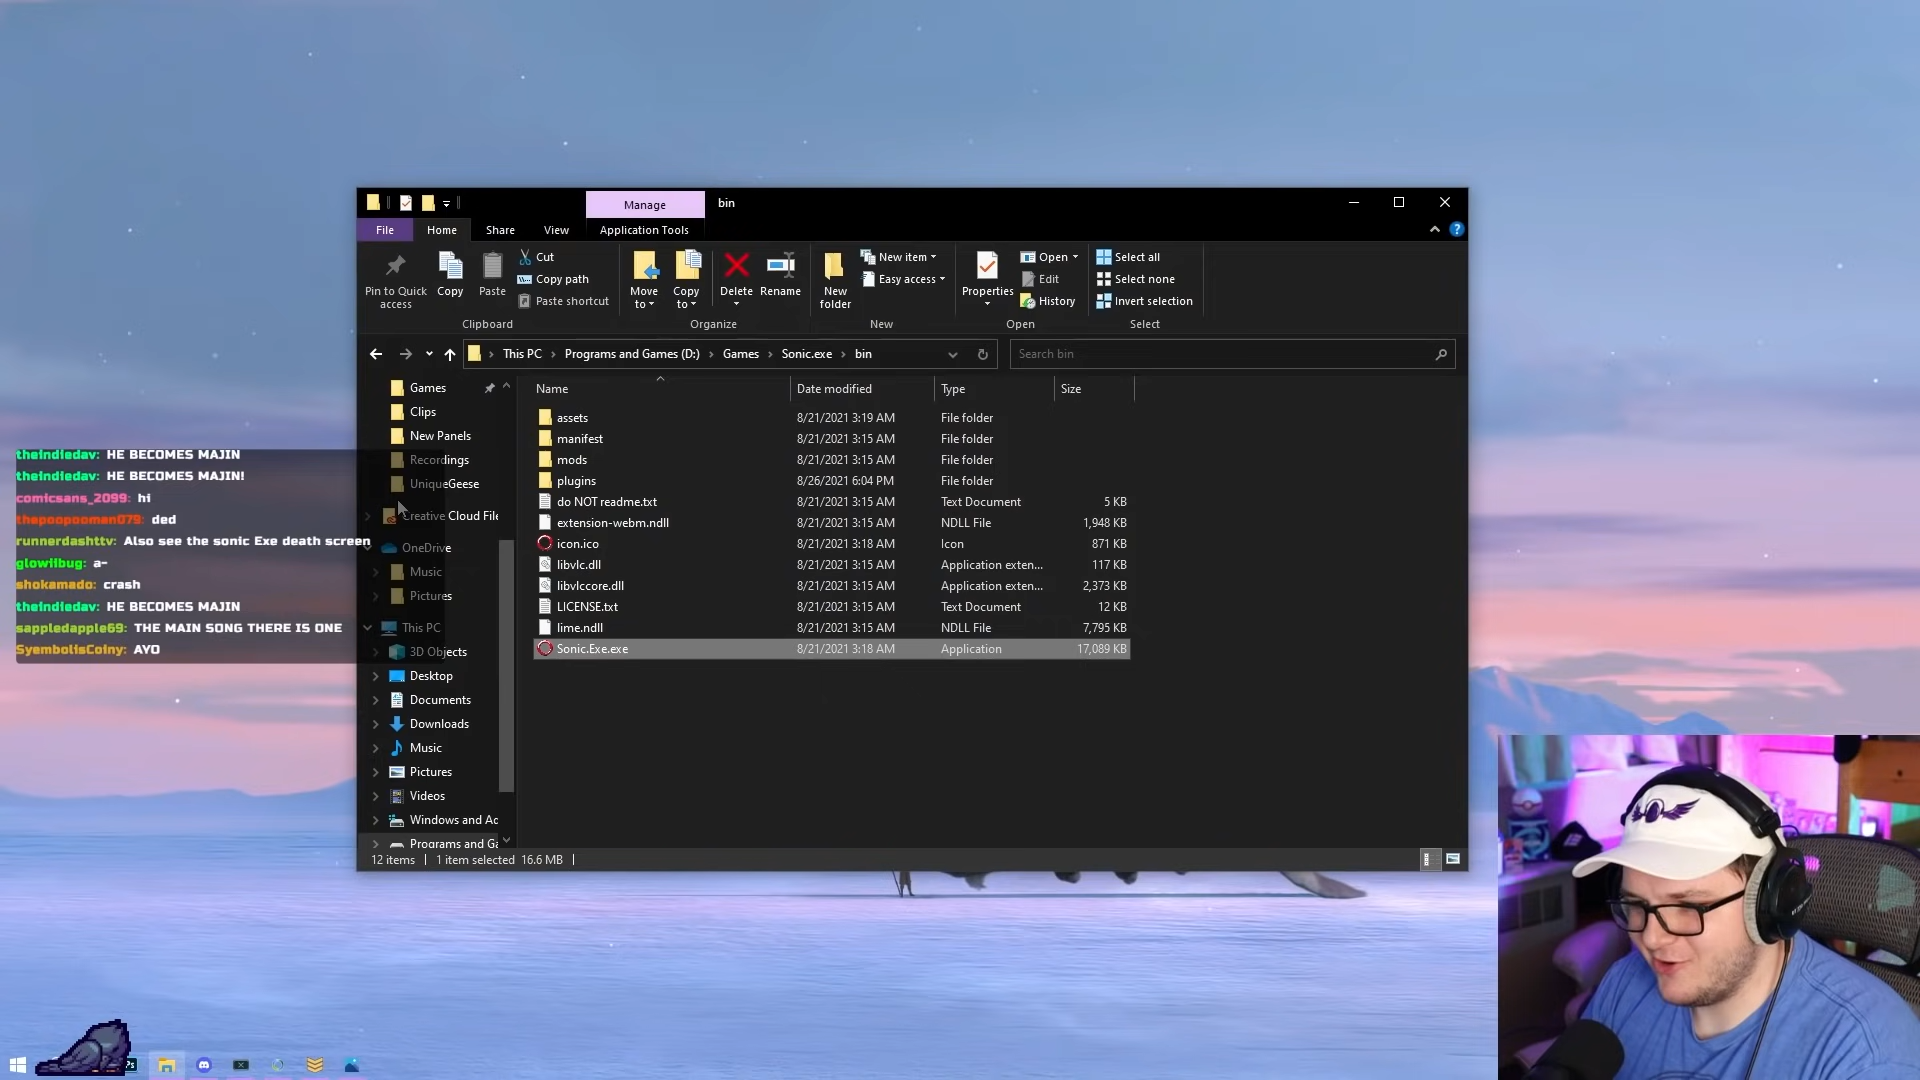 Manage
bin
File
Home
Share
View
Application Tools
Pin to Quick access
Copy
Paste
Cut
Copy path
Paste shortcut
Clipboard
Move to
Copy to
Delete
Rename
Organize
New folder
New item
Easy access
New
Properties
Open
Edit
History
Open
Select all
Select none
Invert selection
Select
This PC
Programs and Games (D:)
Games
Sonic.exe
bin
Search bin
Games
Clips
New Panels
Recordings
UniqueGeese
Creative Cloud File
OneDrive
Music
Pictures
This PC
3D Objects
Desktop
Documents
Downloads
Music
Pictures
Videos
Windows and Ac
Programs and Ga
Name Date modified Type Size
assets 8/21/2021 3:19 AM File folder
manifest 8/21/2021 3:15 AM File folder
mods 8/21/2021 3:15 AM File folder
plugins 8/26/2021 6:04 PM File folder
do NOT readme.txt 8/21/2021 3:15 AM Text Document 5 KB
extension-webm.ndll 8/21/2021 3:15 AM NDLL File 1,948 KB
icon.ico 8/21/2021 3:18 AM Icon 871 KB
libvlc.dll 8/21/2021 3:15 AM Application exten... 117 KB
libvlccore.dll 8/21/2021 3:15 AM Application exten... 2,373 KB
LICENSE.txt 8/21/2021 3:15 AM Text Document 12 KB
lime.ndll 8/21/2021 3:15 AM NDLL File 7,795 KB
Sonic.Exe.exe 8/21/2021 3:18 AM Application 17,089 KB
12 items 1 item selected 16.6 MB
theindiedav: HE BECOMES MAJIN
theindiedav: HE BECOMES MAJIN!
comicsans_2099: hi
thepoopooman079: ded
runnerdashttv: Also see the sonic Exe death screen
glowiibug: a-
shokamado: crash
theindiedav: HE BECOMES MAJIN
sappledapple69: THE MAIN SONG THERE IS ONE
SyembolisCoiny: AYO
Ps